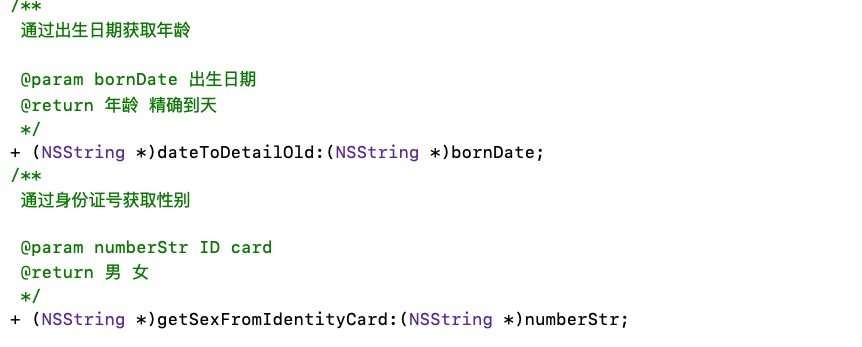 /**
通过出生日期获取年龄
@param bornDate 出生日期
@return 年龄 精确到天
*/
+ (NSString *)dateToDetailOld:(NSString *)bornDate;
/**
通过身份证号获取性别
@param numberStr ID card
@return 男 女
*/
+ (NSString *)getSexFromIdentityCard:(NSString *)numberStr;